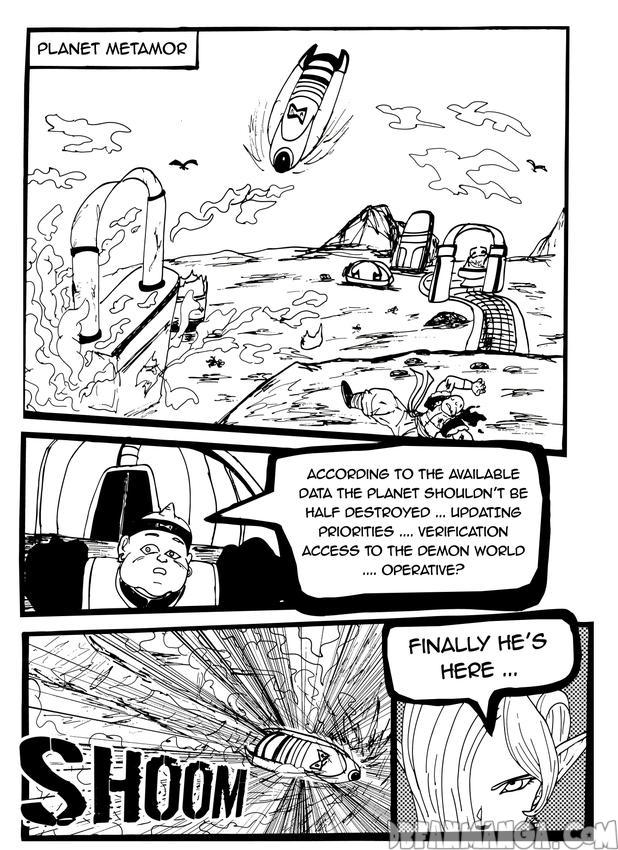 PLANET METAMOR
ACCORDING TO THE AVAILABLE
DATA THE PLANET SHOULDN'T BE
HALF DESTROYED ... UPDATING
PRIORITIES .... VERIFICATION
ACCESS TO THE DEMON WORLD
.... OPERATIVE?
FINALLY HE'S
HERE ...
SHOOM
DBFANMANGA.COM